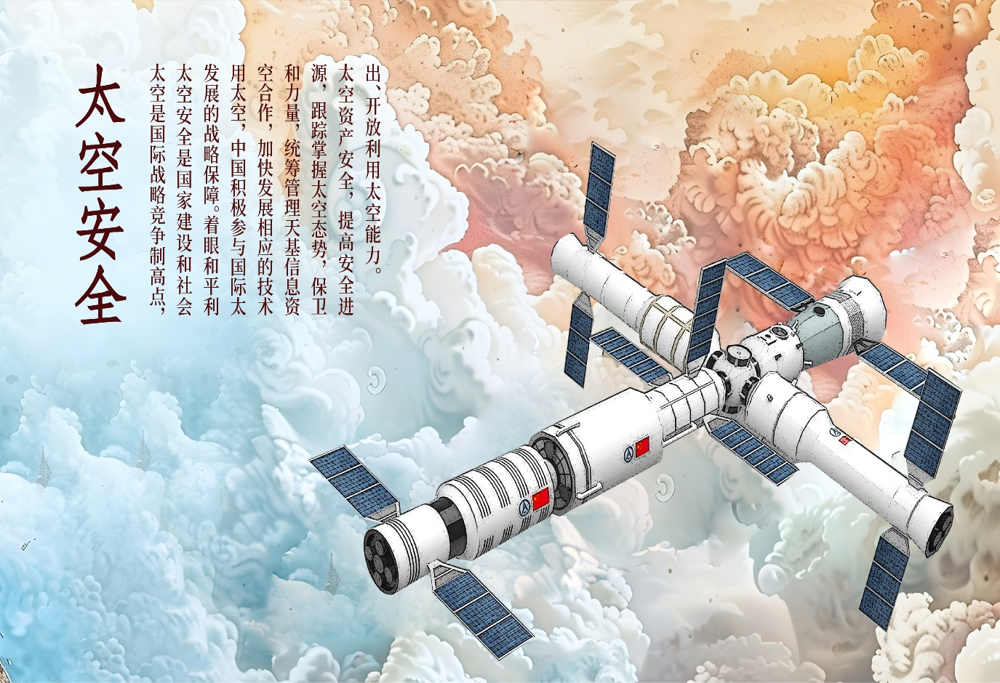 太空安全
太空是国际战略竞争制高点，
太空安全是国家建设和社会
发展的战略保障。着眼和平利
用太空，中国积极参与国际太
空合作，加快发展相应的技术
和力量，统筹管理天基信息资
源，跟踪掌握太空态势，保卫
太空资产安全，提高安全进
出、开放利用太空能力。